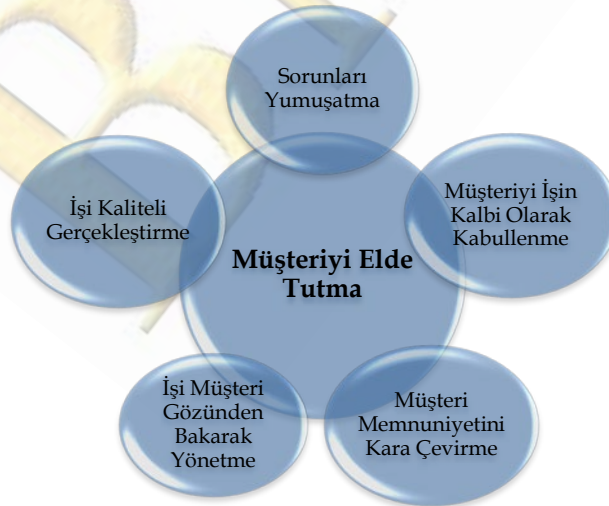 Sorunları
Yumuşatma
Müşteriyi İşin
Kalbi Olarak
Kabullenme
Müşteri
Memnuniyetini
Kara Çevirme
İşi Müşteri
Gözünden
Bakarak
Yönetme
İşi Kaliteli
Gerçekleştirme
Müşteriyi Elde
Tutma